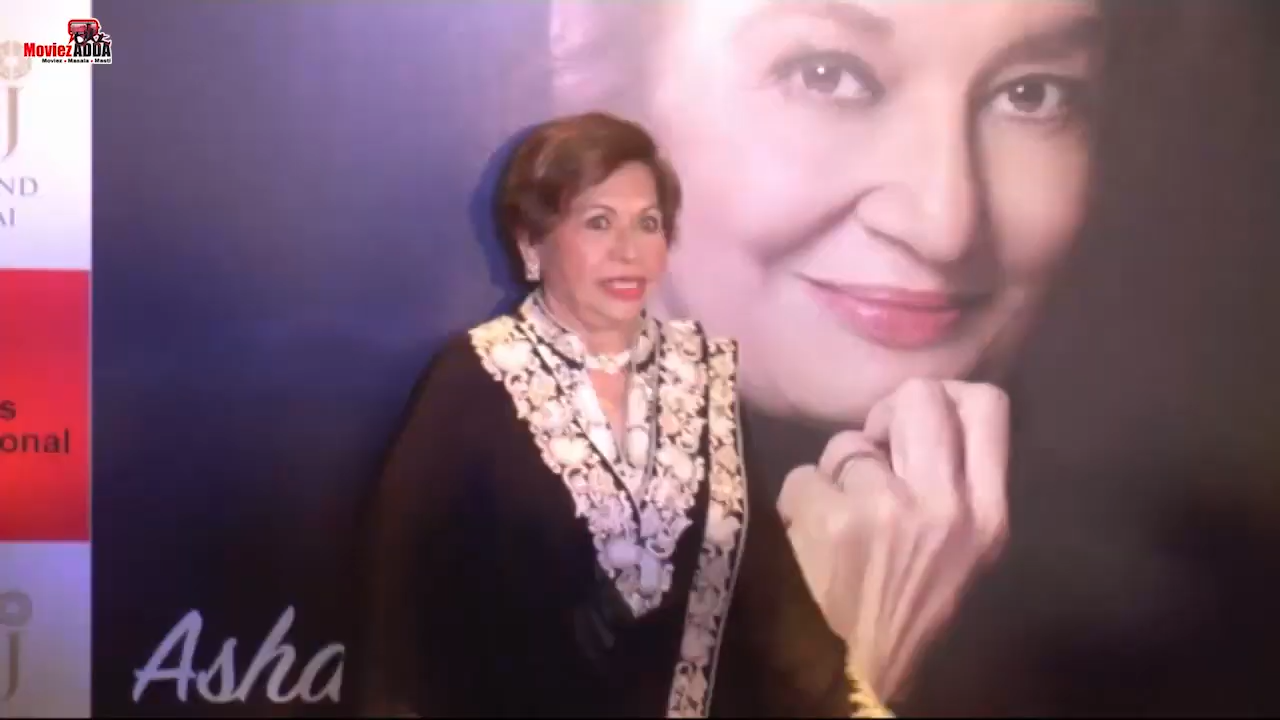 MoviezADDA
Moviez • Masala • Masti
ND
AI
s
onal
Asha